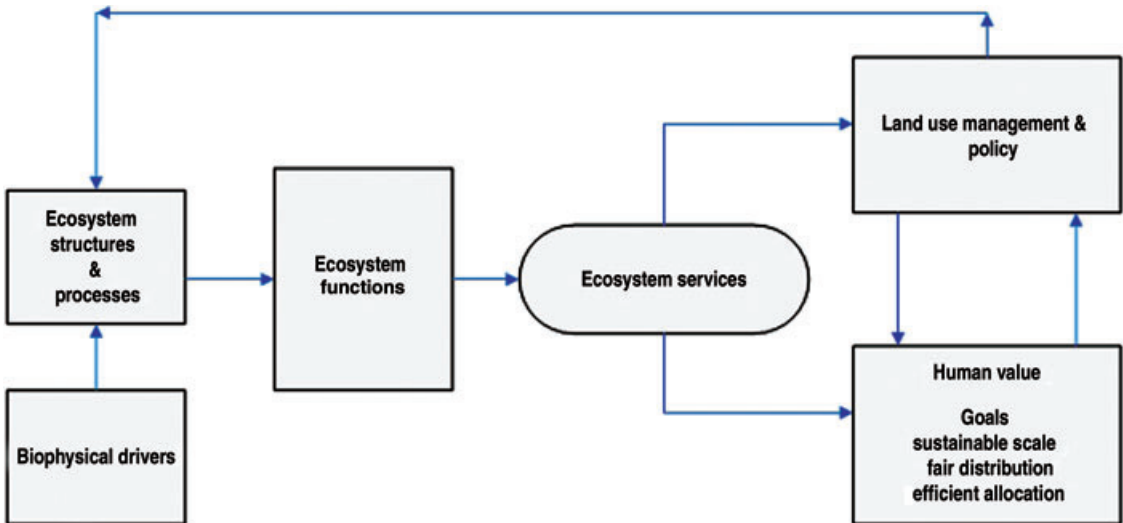 Land use management &
policy
Ecosystem
structures
&
processes
Ecosystem
functions
Ecosystem services
Biophysical drivers
Human value
Goals
sustainable scale
fair distribution
efficient allocation